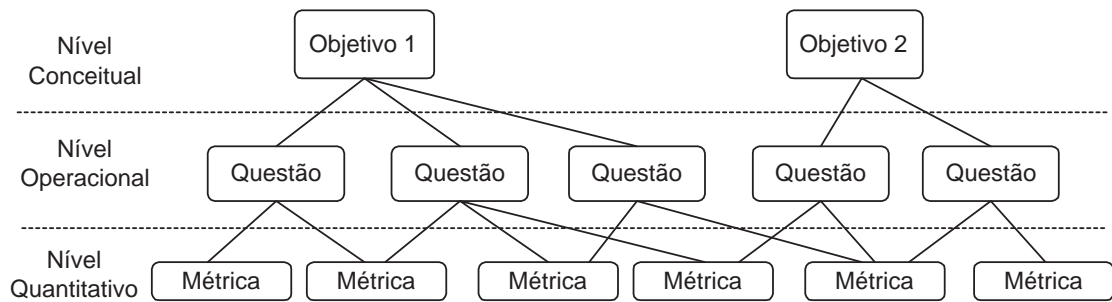 Nível
Conceitual
Objetivo 1
Objetivo 2
Nível
Operacional
Questão
Questão
Questão
Questão
Questão
Nível
Quantitativo
Métrica
Métrica
Métrica
Métrica
Métrica
Métrica